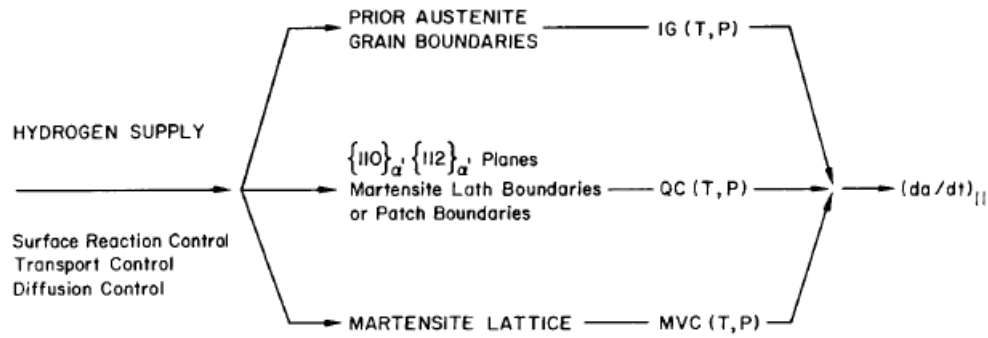 PRIOR AUSTENITE
GRAIN BOUNDARIES
IG (T,P)
HYDROGEN SUPPLY
{110}α' {112}α' Planes
Martensite Lath Boundaries
or Patch Boundaries
QC (T,P)
(da/dt)II
Surface Reaction Control
Transport Control
Diffusion Control
MARTENSITE LATTICE
MVC (T,P)